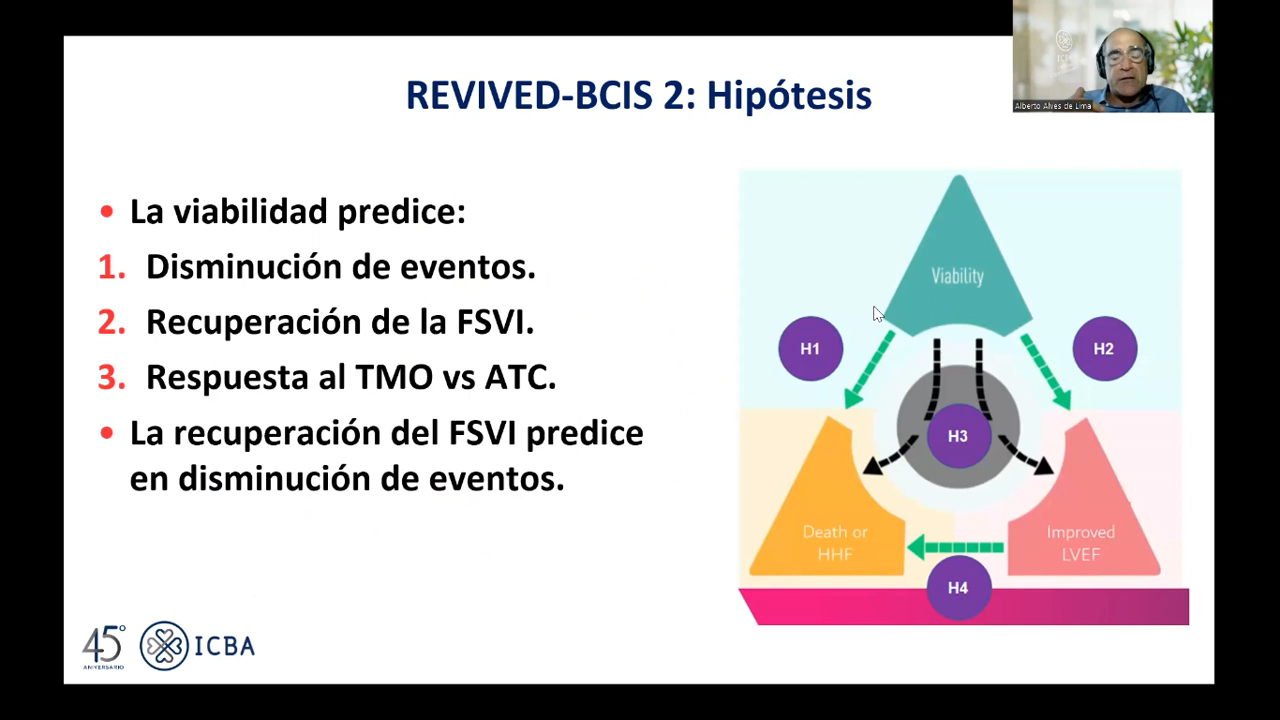 REVIVED-BCIS 2: Hipótesis
Alberto Alves de Lima
• La viabilidad predice:
1. Disminución de eventos.
2. Recuperación de la FSVI.
3. Respuesta al TMO vs ATC.
• La recuperación del FSVI predice
en disminución de eventos.
Viability
H1
H2
H3
Death or
HHF
Improved
LVEF
H4
45°
ANIVERSARIO
ICBA